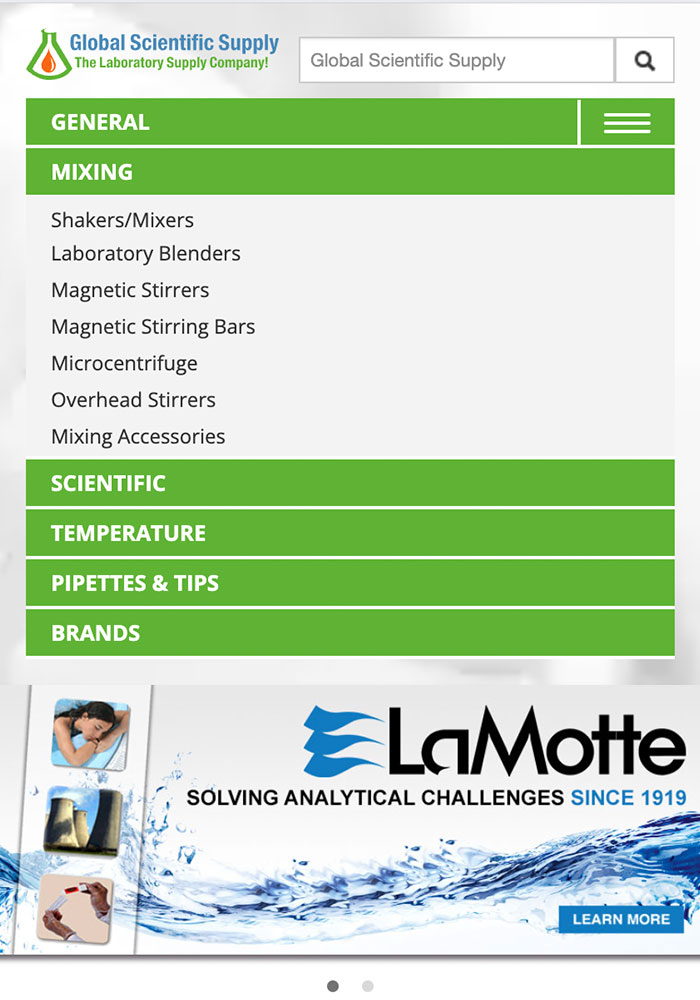 Global Scientific Supply
The Laboratory Supply Company!
Global Scientific Supply
GENERAL
MIXING
Shakers/Mixers
Laboratory Blenders
Magnetic Stirrers
Magnetic Stirring Bars
Microcentrifuge
Overhead Stirrers
Mixing Accessories
SCIENTIFIC
TEMPERATURE
PIPETTES & TIPS
BRANDS
LaMotte
SOLVING ANALYTICAL CHALLENGES SINCE 1919
LEARN MORE